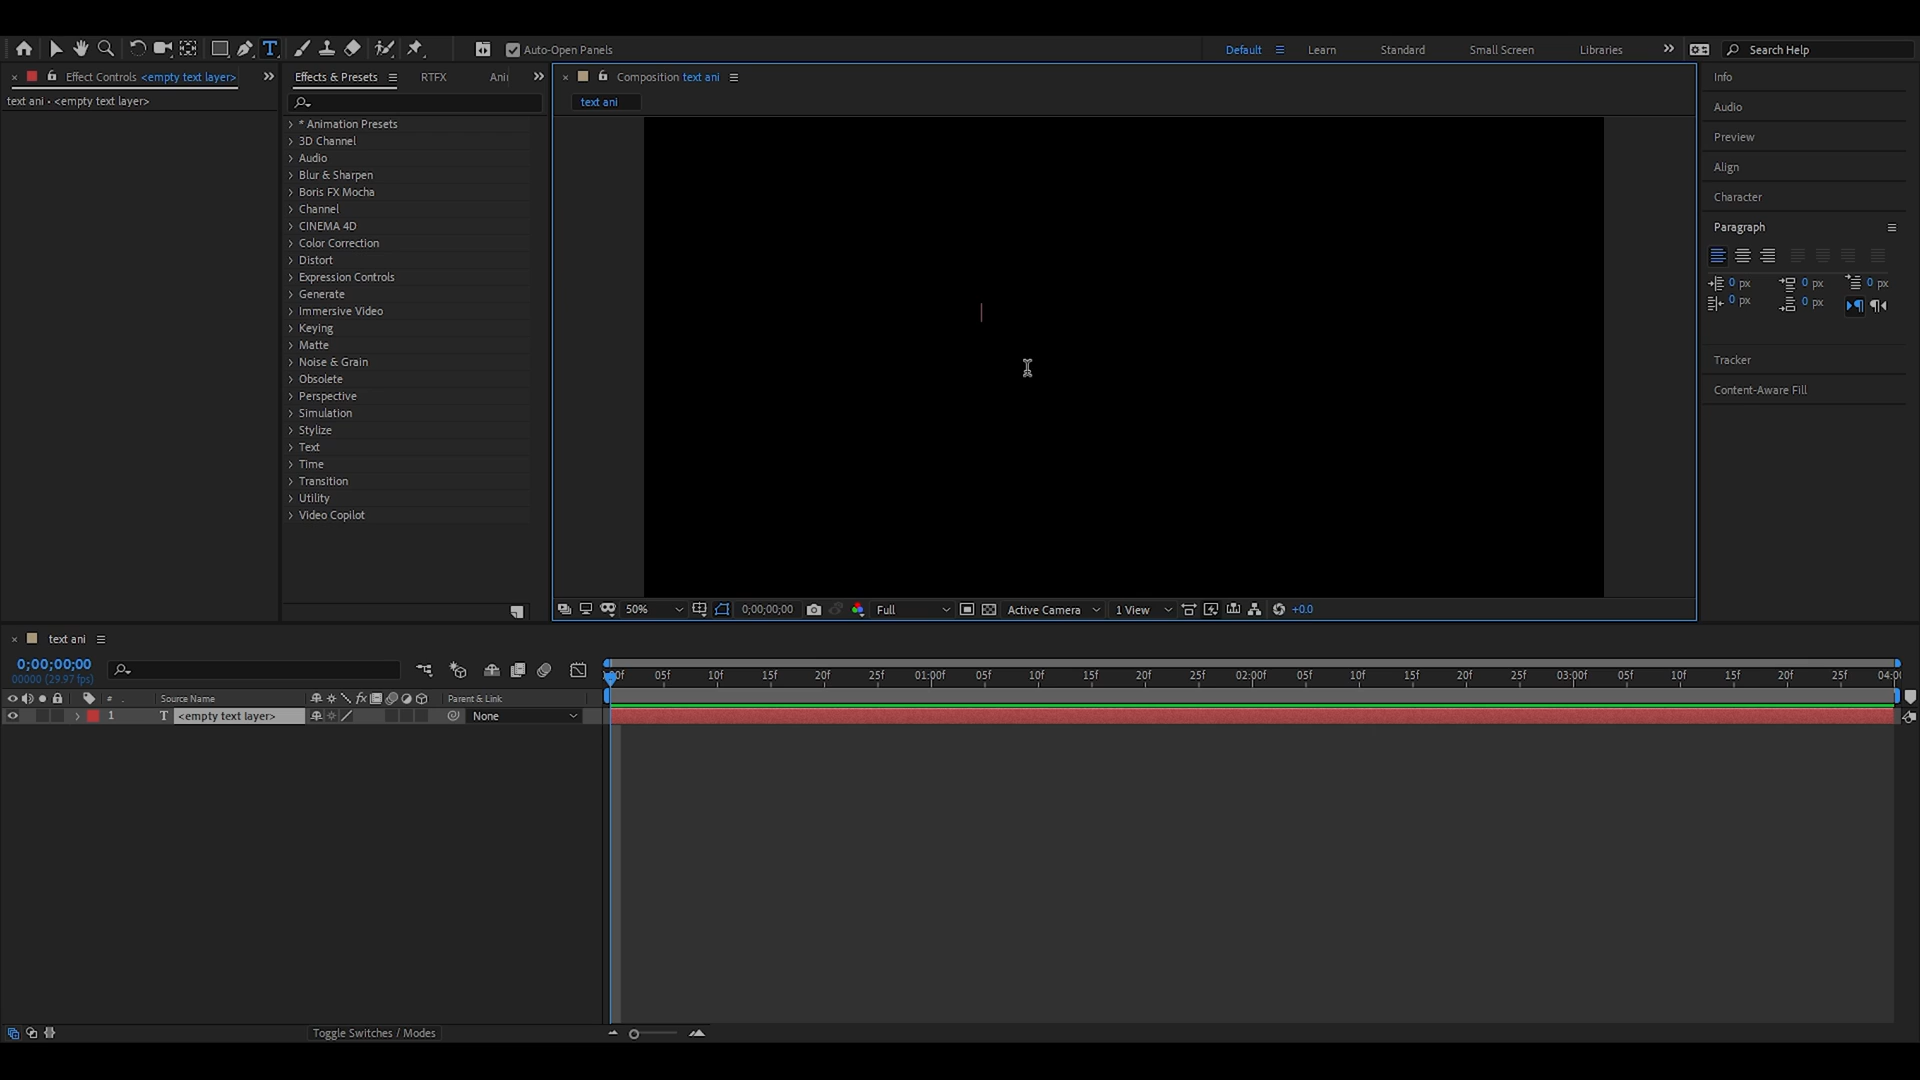 Auto-Open Panels
Default
Learn
Standard
Small Screen
Libraries
Search Help
Effect Controls <empty text layer>
text ani • <empty text layer>
Effects & Presets
RTFX
Ani
* Animation Presets
3D Channel
Audio
Blur & Sharpen
Boris FX Mocha
Channel
CINEMA 4D
Color Correction
Distort
Expression Controls
Generate
Immersive Video
Keying
Matte
Noise & Grain
Obsolete
Perspective
Simulation
Stylize
Text
Time
Transition
Utility
Video Copilot
Composition text ani
text ani
50%
0;00;00;00
Full
Active Camera
1 View
+0.0
Info
Audio
Preview
Align
Character
Paragraph
0 px 0 px 0 px
0 px 0 px
Tracker
Content-Aware Fill
text ani
0;00;00;00
00000 (29.97 fps)
# Source Name Parent & Link
1 T <empty text layer> None
05f 10f 15f 20f 25f 01:00f 05f 10f 15f 20f 25f 02:00f 05f 10f 15f 20f 25f 03:00f 05f 10f 15f 20f 25f
Toggle Switches / Modes